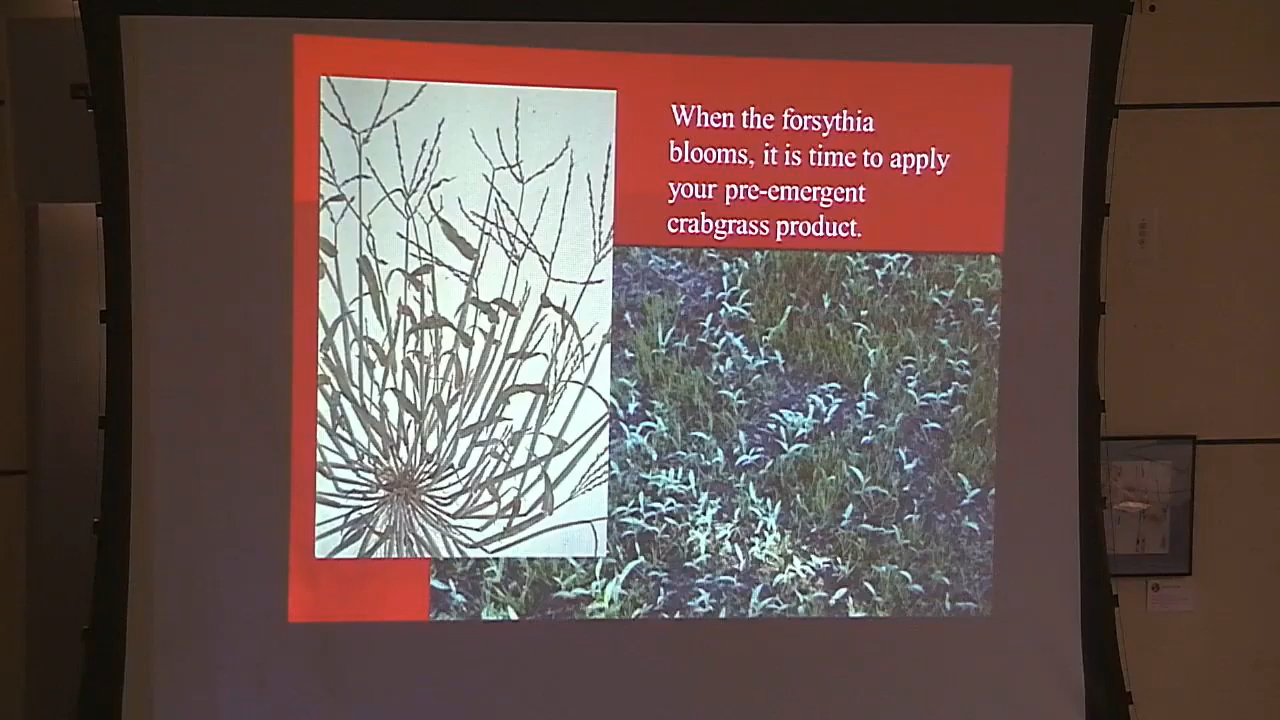 When the forsythia
blooms, it is time to apply
your pre-emergent
crabgrass product.